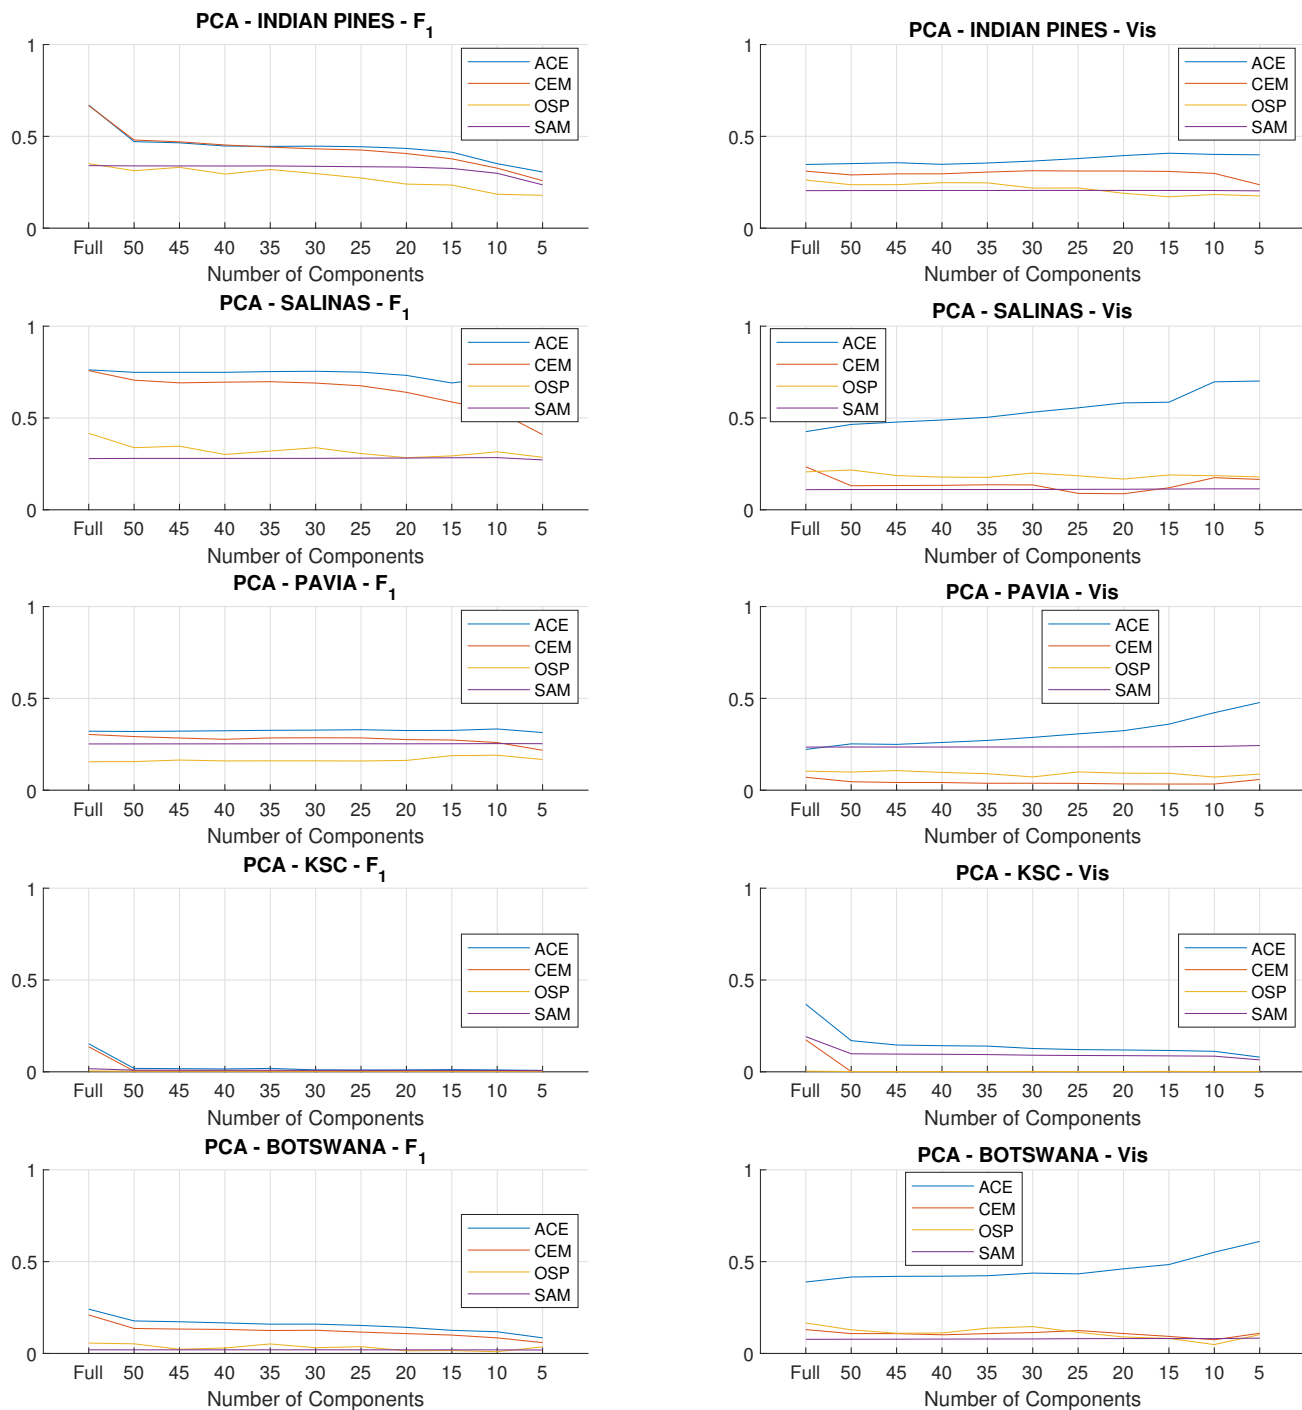 PCA - INDIAN PINES - F1
1
0.5
0
ACE
CEM
OSP
SAM
Full 50 45 40 35 30 25 20 15 10 5
Number of Components
PCA - INDIAN PINES - Vis
1
0.5
0
ACE
CEM
OSP
SAM
Full 50 45 40 35 30 25 20 15 10 5
Number of Components
PCA - SALINAS - F1
1
0.5
0
ACE
CEM
OSP
SAM
Full 50 45 40 35 30 25 20 15 10 5
Number of Components
PCA - SALINAS - Vis
1
0.5
0
ACE
CEM
OSP
SAM
Full 50 45 40 35 30 25 20 15 10 5
Number of Components
PCA - PAVIA - F1
1
0.5
0
ACE
CEM
OSP
SAM
Full 50 45 40 35 30 25 20 15 10 5
Number of Components
PCA - PAVIA - Vis
1
0.5
0
ACE
CEM
OSP
SAM
Full 50 45 40 35 30 25 20 15 10 5
Number of Components
PCA - KSC - F1
1
0.5
0
ACE
CEM
OSP
SAM
Full 50 45 40 35 30 25 20 15 10 5
Number of Components
PCA - KSC - Vis
1
0.5
0
ACE
CEM
OSP
SAM
Full 50 45 40 35 30 25 20 15 10 5
Number of Components
PCA - BOTSWANA - F1
1
0.5
0
ACE
CEM
OSP
SAM
Full 50 45 40 35 30 25 20 15 10 5
Number of Components
PCA - BOTSWANA - Vis
1
0.5
0
ACE
CEM
OSP
SAM
Full 50 45 40 35 30 25 20 15 10 5
Number of Components